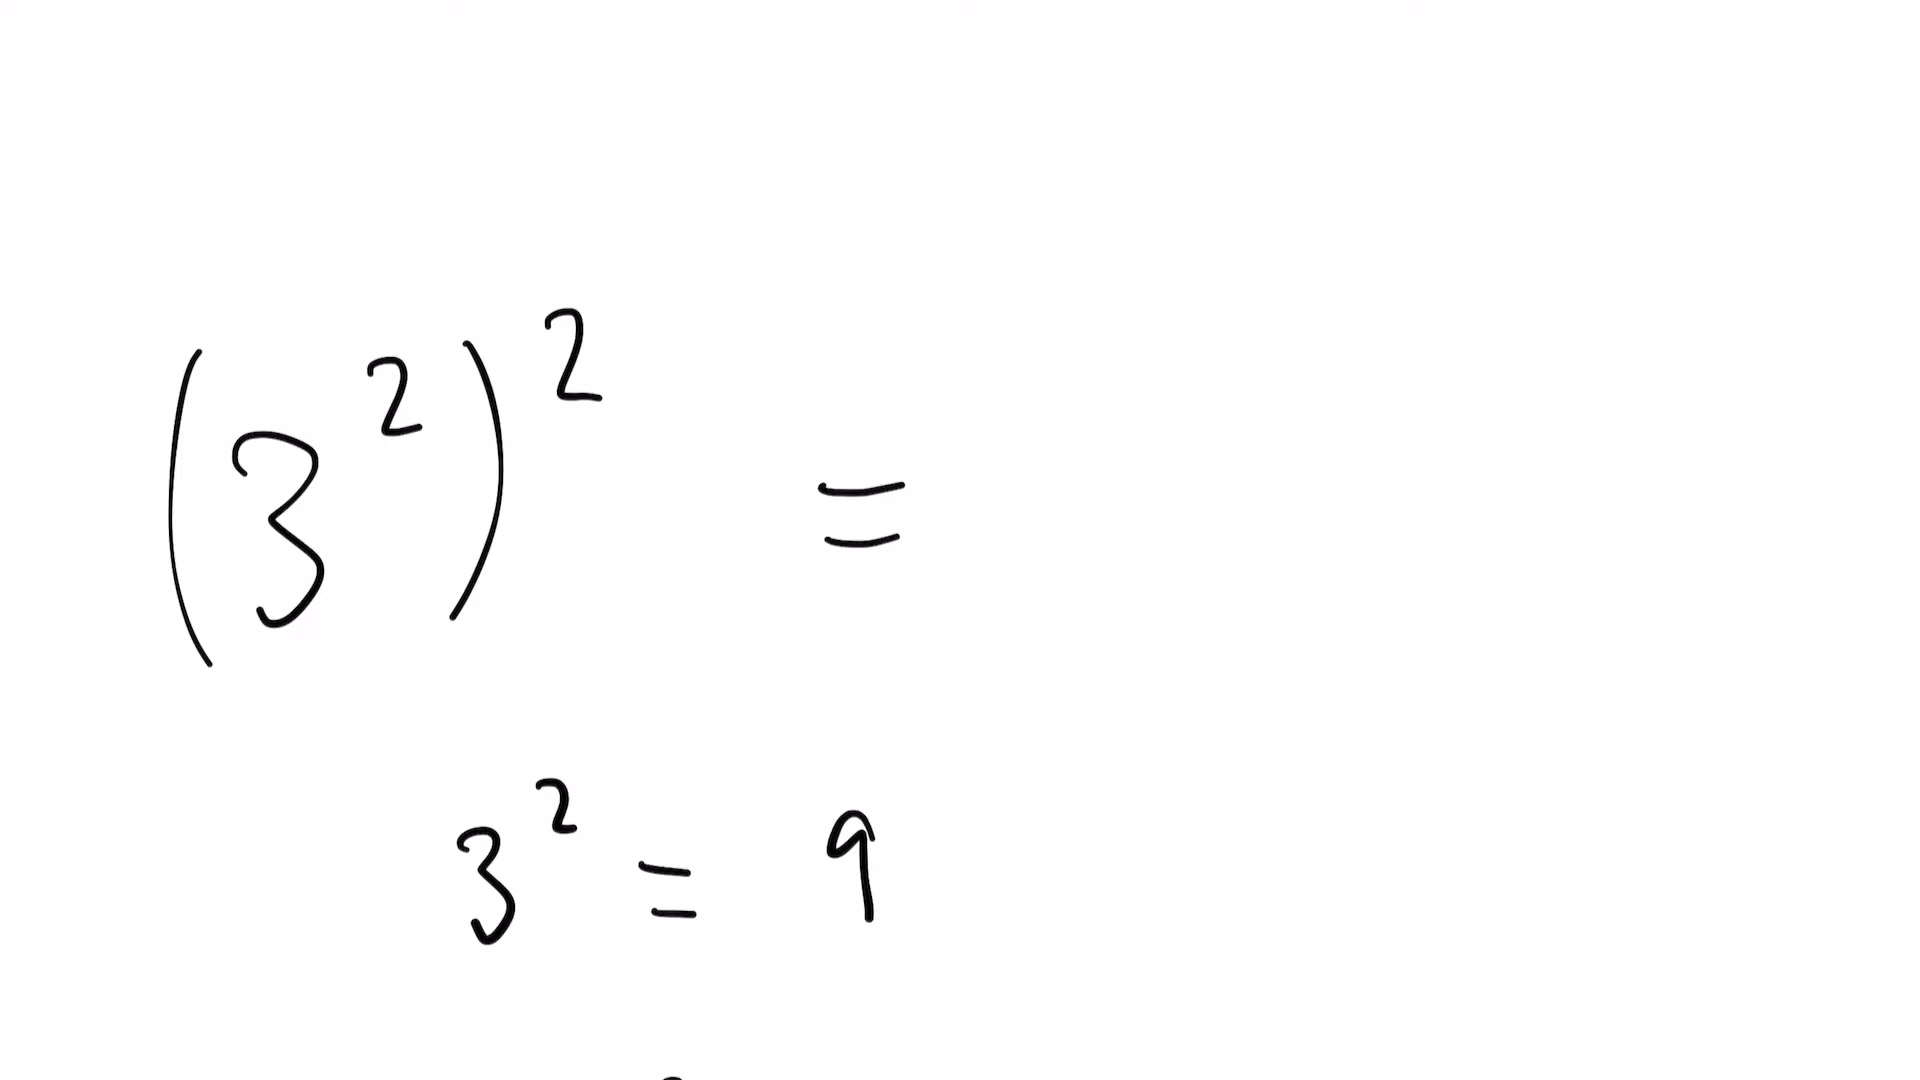 (3²)² =
3² = 9